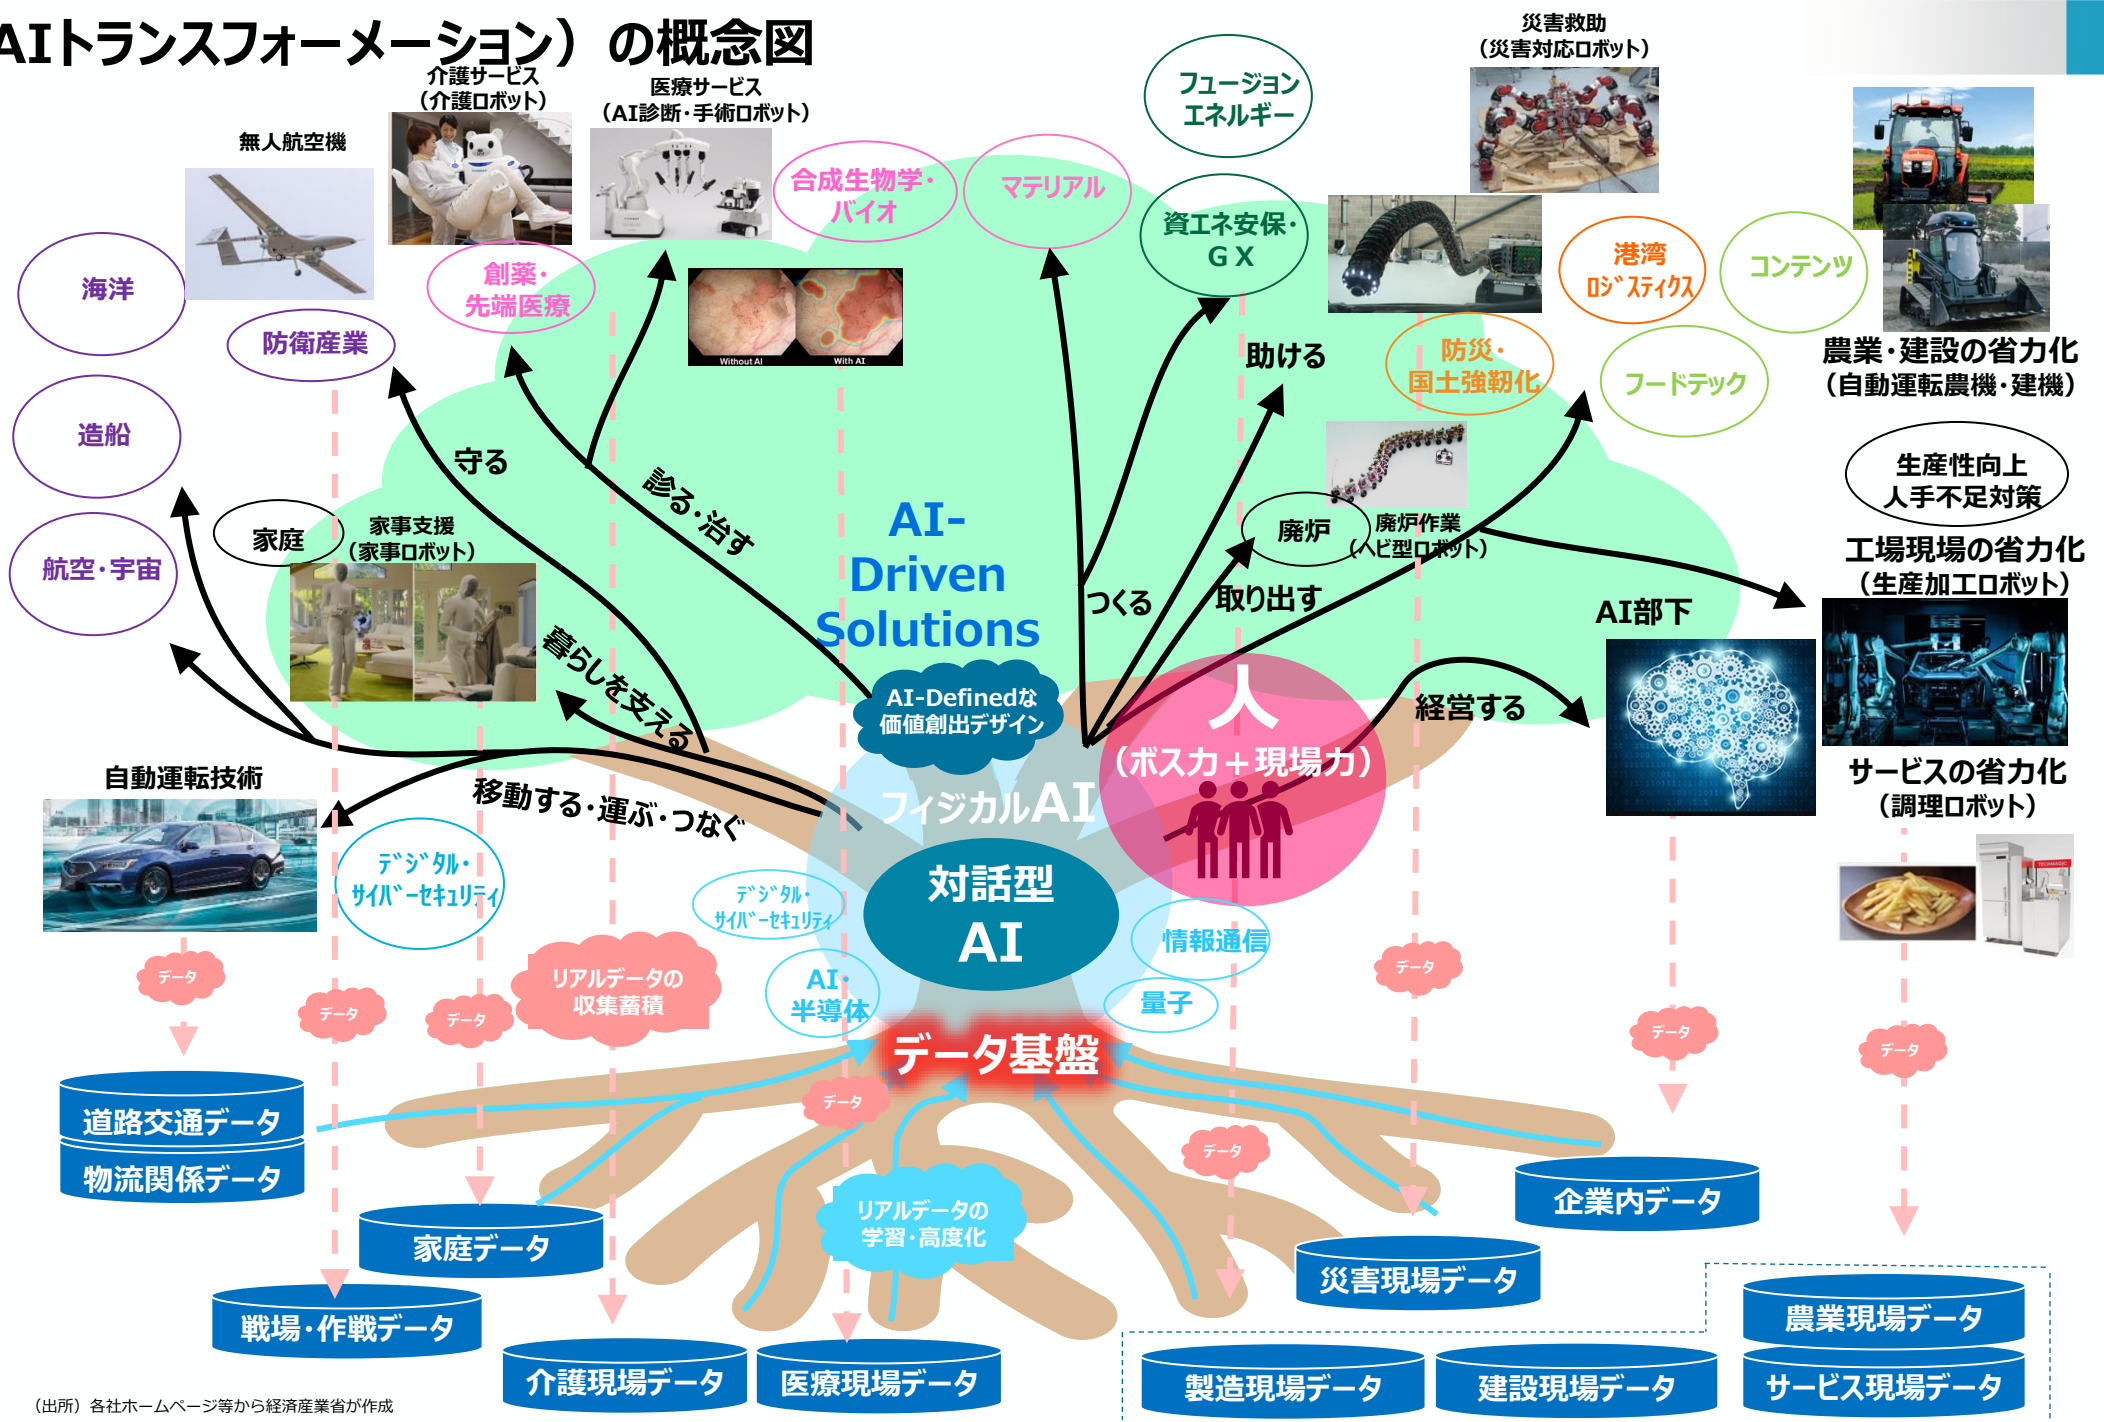 AIトランスフォーメーション）の概念図
介護サービス
（介護ロボット）
医療サービス
（AI診断・手術ロボット）
無人航空機
フュージョン
エネルギー
災害救助
（災害対応ロボット）
合成生物学・
バイオ
マテリアル
資エネ安保・
ＧＸ
港湾
ﾛｼﾞｽティクス
コンテンツ
海洋
創薬・
先端医療
防衛産業
Without AI
With AI
助ける
防災・
国土強靭化
フードテック
農業・建設の省力化
（自動運転農機・建機）
造船
守る
診る・治す
生産性向上
人手不足対策
航空・宇宙
家庭
家事支援
（家事ロボット）
AI-
Driven
Solutions
廃炉
廃炉作業
（ヘビ型ロボット）
工場現場の省力化
（生産加工ロボット）
つくる
取り出す
AI部下
暮らしを支える
AI-Definedな
価値創出デザイン
人
（ボス力＋現場力）
経営する
自動運転技術
移動する・運ぶ・つなぐ
フィジカルAI
サービスの省力化
（調理ロボット）
TECHMAGIC
ﾃﾞｼﾞﾀﾙ・
ｻｲﾊﾞｰｾｷｭﾘﾃｨ
ﾃﾞｼﾞﾀﾙ・
ｻｲﾊﾞｰｾｷｭﾘﾃｨ
対話型
AI
情報通信
AI・
半導体
量子
データ
データ
データ
リアルデータの
収集蓄積
データ
データ
データ
データ基盤
データ
データ
道路交通データ
物流関係データ
リアルデータの
学習・高度化
企業内データ
家庭データ
災害現場データ
戦場・作戦データ
農業現場データ
介護現場データ
医療現場データ
製造現場データ
建設現場データ
サービス現場データ
（出所）各社ホームページ等から経済産業省が作成